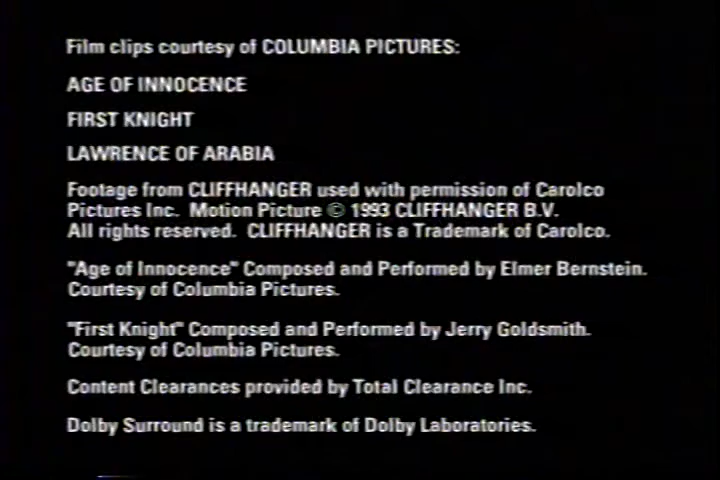 Film clips courtesy of COLUMBIA PICTURES:
AGE OF INNOCENCE
FIRST KNIGHT
LAWRENCE OF ARABIA
Footage from CLIFFHANGER used with permission of Carolco
Pictures Inc. Motion Picture © 1993 CLIFFHANGER B.V.
All rights reserved. CLIFFHANGER is a Trademark of Carolco.
"Age of Innocence" Composed and Performed by Elmer Bernstein.
Courtesy of Columbia Pictures.
"First Knight" Composed and Performed by Jerry Goldsmith.
Courtesy of Columbia Pictures.
Content Clearances provided by Total Clearance Inc.
Dolby Surround is a trademark of Dolby Laboratories.